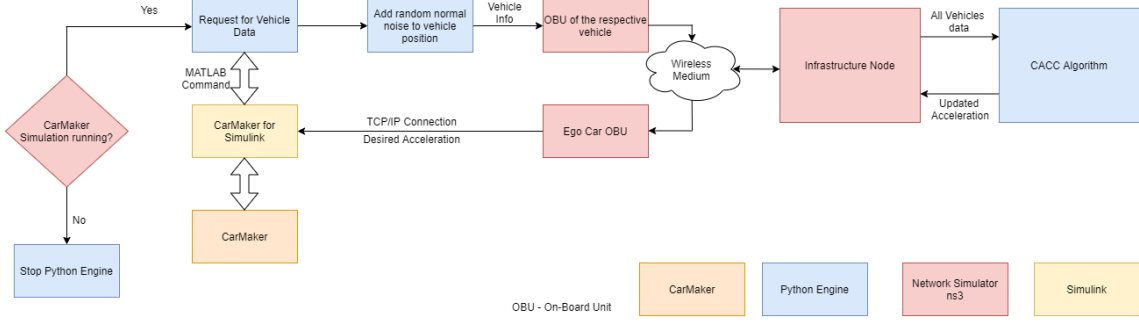 Yes
Request for Vehicle
Data
Add random normal
noise to vehicle
position
Vehicle
Info
OBU of the respective
vehicle
Wireless
Medium
Infrastructure Node
All Vehicles
data
CACC Algorithm
Updated
Acceleration
MATLAB
Command
CarMaker
Simulation running?
CarMaker for
Simulink
TCP/IP Connection
Desired Acceleration
Ego Car OBU
No
CarMaker
Stop Python Engine
OBU - On-Board Unit
CarMaker
Python Engine
Network Simulator
ns3
Simulink